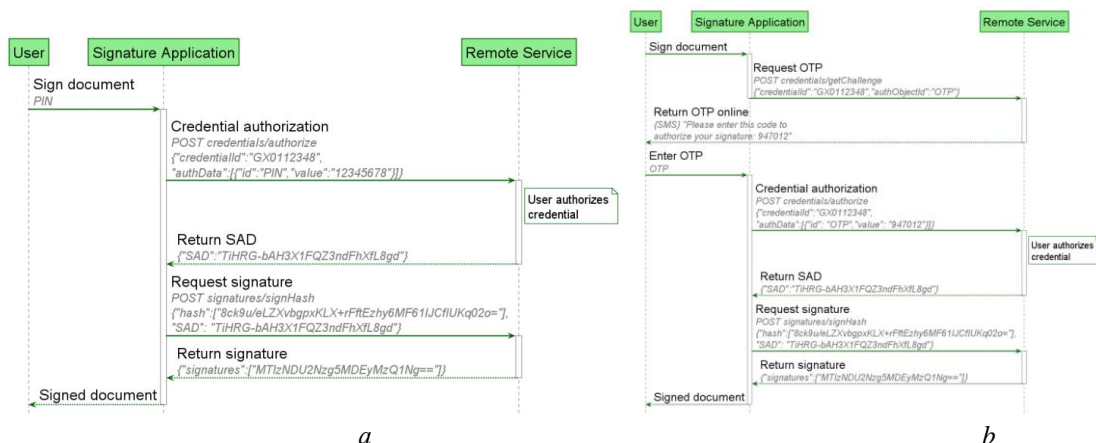 User
Signature Application
Remote Service
Sign document
PIN
Credential authorization
POST credentials/authorize
{"credentialId":"GX0112348",
"authData":[{"id":"PIN","value":"12345678"}]}
User authorizes
credential
Return SAD
{"SAD":"TiHRG-bAH3X1FQZ3ndFhXfL8gd"}
Request signature
POST signatures/signHash
{"hash":["8ck9u/eLZXvbgpxKLX+rFftEzhy6MF61IJCflUKq02o="],
"SAD": "TiHRG-bAH3X1FQZ3ndFhXfL8gd"}
Return signature
{"signatures":["MTIzNDU2Nzg5MDEyMzQ1Ng=="]}
Signed document
a
User
Signature Application
Remote Service
Sign document
Request OTP
POST credentials/getChallenge
{"credentialId":"GX0112348","authObjectId":"OTP"}
Return OTP online
{SMS} "Please enter this code to
authorize your signature: 947012"
Enter OTP
OTP
Credential authorization
POST credentials/authorize
{"credentialId":"GX0112348",
"authData":[{"id": "OTP","value": "947012"}]}
User authorizes
credential
Return SAD
{"SAD":"TiHRG-bAH3X1FQZ3ndFhXfL8gd"}
Request signature
POST signatures/signHash
{"hash":["8ck9u/eLZXvbgpxKLX+rFftEzhy6MF61IJCflUKq02o="],
"SAD": "TiHRG-bAH3X1FQZ3ndFhXfL8gd"}
Return signature
{"signatures":["MTIzNDU2Nzg5MDEyMzQ1Ng=="]}
Signed document
b